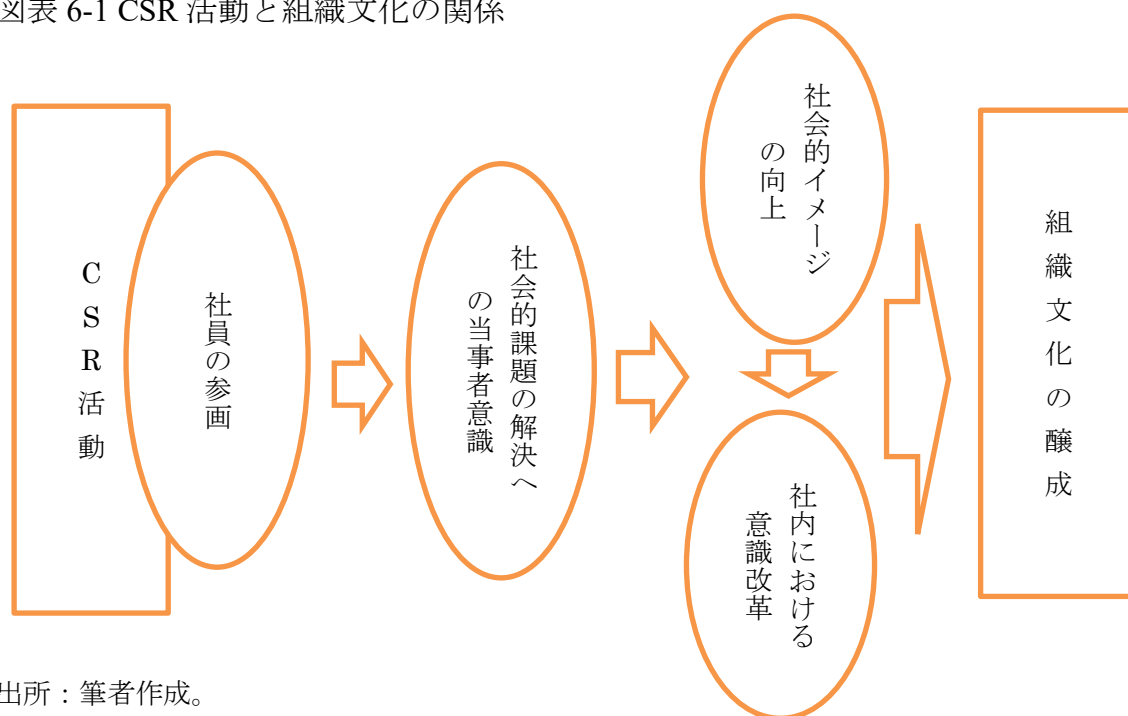 図表 6-1 CSR 活動と組織文化の関係
CSR活動
社員の参画
社会的課題の解決へ
の当事者意識
社会的イメージ
の向上
社内における
意識改革
組織文化の醸成
出所：筆者作成。